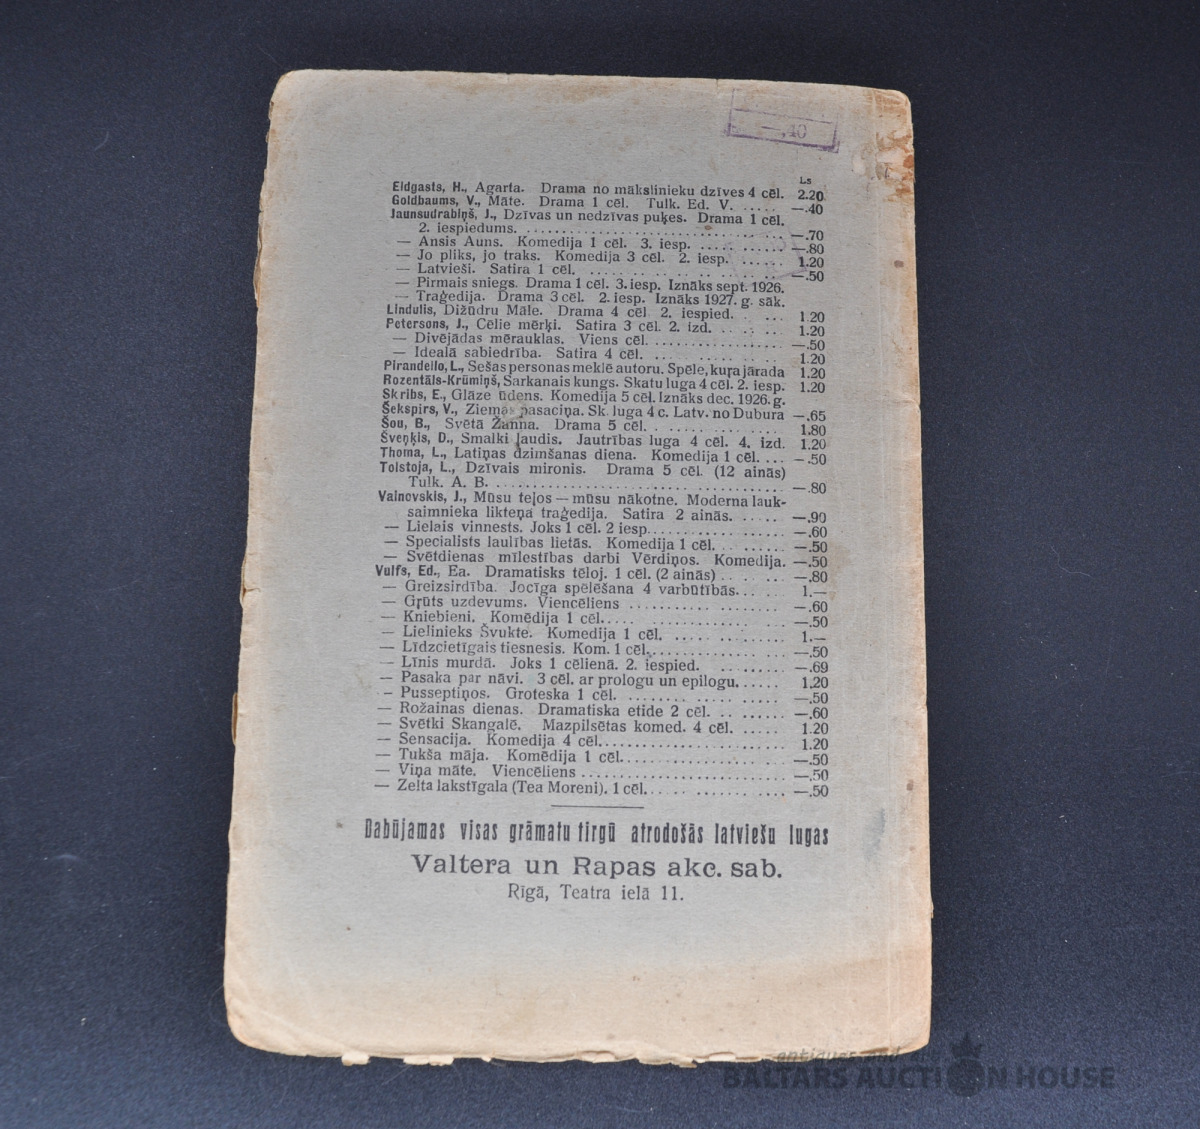 —.40
Ls
Eidgasts, H., Agarta. Drama no mākslinieku dzīves 4 cēl. 2.20
Goldbaums, V., Māte. Drama 1 cēl. Tulk. Ed. V. ..... —.40
Jaunsudrabiņš, J., Dzīvas un nedzīvas puķes. Drama 1 cēl.
2. iespiedums. ........ —.70
— Ansis Auns. Komedija 1 cēl. 3. iesp. ........ —.80
— Jo pliks, jo traks. Komedija 3 cēl. 2. iesp. ..... 1.20
— Latvieši. Satira 1 cēl. ........ —.50
— Pirmais sniegs. Drama 1 cēl. 3. iesp. Iznāks sept. 1926.
— Traģedija. Drama 3 cēl. 2. iesp. Iznāks 1927. g. sāk.
Lindulis, Dižūdru Māle. Drama 4 cēl 2. iespied. .... 1.20
Petersons, J., Cēlie mērķi. Satira 3 cēl. 2. izd. ..... 1.20
— Divējādas mērauklas. Viens cēl. ........ —.50
— Ideālā sabiedrība. Satira 4 cēl. ........ 1.20
Pirandello, L., Sešas personas meklē autoru. Spēle, kuŗa jārada 1.20
Rozentāls-Krūmiņš, Sarkanais kungs. Skatu luga 4 cēl. 2. iesp. 1.20
Skribs, E., Glāze ūdens. Komedija 5 cēl. Iznāks dec. 1926. g.
Šekspirs, V., Ziemas pasaciņa. Sk. luga 4 c. Latv. no Dubura —.65
Šou, B., Svētā Žanna. Drama 5 cēl. ........ 1.80
Šveņķis, D., Smalki ļaudis. Jautrības luga 4 cēl. 4. izd. 1.20
Thoma, L., Latiņas dzimšanas diena. Komedija 1 cēl. ... —.50
Tolstoja, L., Dzīvais mironis. Drama 5 cēl. (12 ainās)
Tulk. A. B. ........ —.80
Vaiņovskis, J., Mūsu teļos — mūsu nākotne. Moderna lauk-
saimnieka likteņa traģedija. Satira 2 ainās. ..... —.90
— Lielais vinnests. Joks 1 cēl. 2 iesp. ........ —.60
— Specialists laulības lietās. Komedija 1 cēl. ..... —.50
— Svētdienas mīlestības darbi Vērdiņos. Komedija. —.50
Vulfs, Ed., Ea. Dramatisks tēloj. 1 cēl. (2 ainās) ..... —.80
— Greizsirdība. Jocīga spēlēšana 4 varbūtībās. ..... 1.—
— Grūts uzdevums. Viencēliens ........ —.60
— Kniebieni. Komēdija 1 cēl. ........ —.50
— Lielinieks Švukte. Komedija 1 cēl. ........ 1.—
— Līdzcietīgais tiesnesis. Kom. 1 cēl. ........ —.50
— Līnis murdā. Joks 1 cēlienā. 2. iespied. ........ —.69
— Pasaka par nāvi. 3 cēl. ar prologu un epilogu. ..... 1.20
— Pusseptiņos. Groteska 1 cēl. ........ —.50
— Rožainas dienas. Dramatiska etide 2 cēl. ........ —.60
— Svētki Skangalē. Mazpilsētas komed. 4 cēl. ..... 1.20
— Sensacija. Komedija 4 cēl. ........ 1.20
— Tukša māja. Komēdija 1 cēl. ........ —.50
— Viņa māte. Viencēliens ........ —.50
— Zelta lakstīgala (Tea Moreni). 1 cēl. ........ —.50
Dabūjamas visas grāmatu tirgū atrodošās latviešu lugas
Valtera un Rapas akc. sab.
Rīgā, Teatra ielā 11.
antiques and
BALTARS AUCTION HOUSE